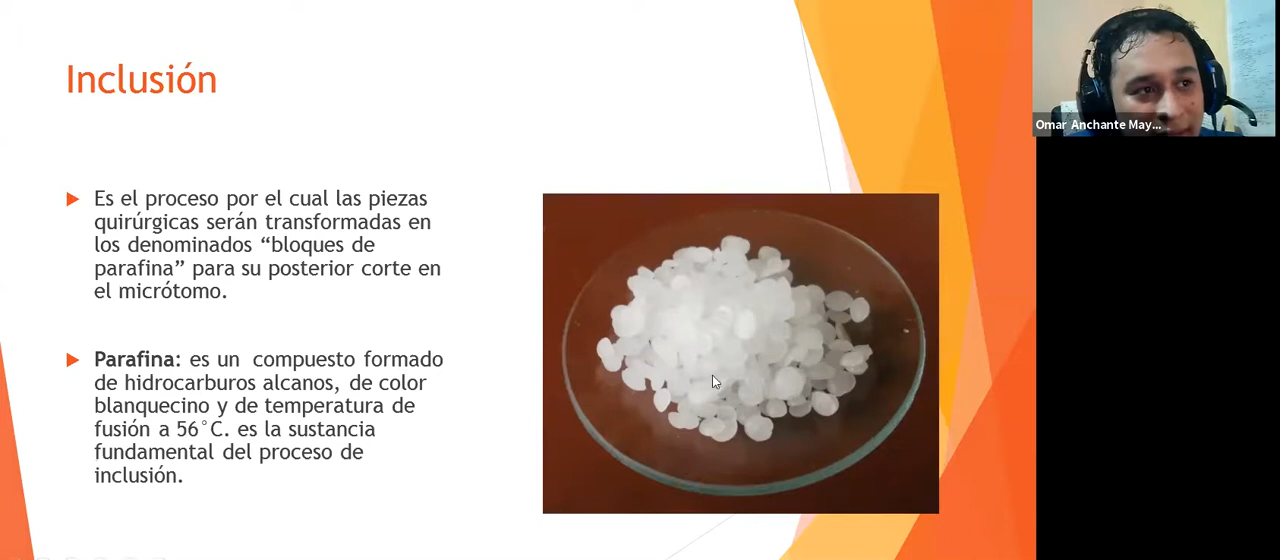 Inclusión
Es el proceso por el cual las piezas
quirúrgicas serán transformadas en
los denominados “bloques de
parafina” para su posterior corte en
el micrótomo.
Parafina: es un compuesto formado
de hidrocarburos alcanos, de color
blanquecino y de temperatura de
fusión a 56°C. es la sustancia
fundamental del proceso de
inclusión.
Omar Anchante May...